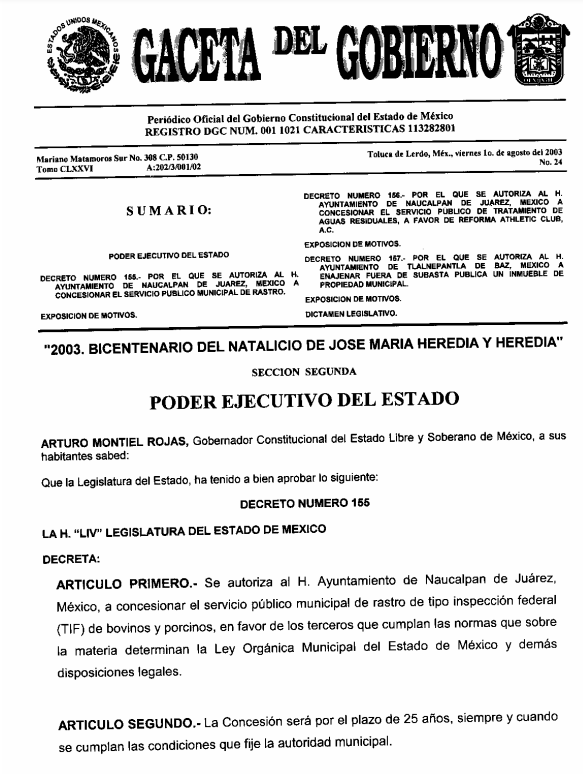 ESTADOS UNIDOS MEXICANOS
GACETA DEL GOBIERNO
Periódico Oficial del Gobierno Constitucional del Estado de México
REGISTRO DGC NUM. 001 1021 CARACTERISTICAS 113282801
Mariano Matamoros Sur No. 308 C.P. 50130
Tomo CLXXVI A:202/3/001/02
Toluca de Lerdo, Méx., viernes 1o. de agosto del 2003
No. 24
SUMARIO:
PODER EJECUTIVO DEL ESTADO
DECRETO NUMERO 155.- POR EL QUE SE AUTORIZA AL H.
AYUNTAMIENTO DE NAUCALPAN DE JUAREZ, MEXICO A
CONCESIONAR EL SERVICIO PUBLICO MUNICIPAL DE RASTRO.
EXPOSICION DE MOTIVOS.
DECRETO NUMERO 156.- POR EL QUE SE AUTORIZA AL H.
AYUNTAMIENTO DE NAUCALPAN DE JUAREZ, MEXICO A
CONCESIONAR EL SERVICIO PUBLICO DE TRATAMIENTO DE
AGUAS RESIDUALES, A FAVOR DE REFORMA ATHLETIC CLUB,
A.C.
EXPOSICION DE MOTIVOS.
DECRETO NUMERO 157.- POR EL QUE SE AUTORIZA AL H.
AYUNTAMIENTO DE TLALNEPANTLA DE BAZ, MEXICO A
ENAJENAR FUERA DE SUBASTA PUBLICA UN INMUEBLE DE
PROPIEDAD MUNICIPAL.
EXPOSICION DE MOTIVOS.
DICTAMEN LEGISLATIVO.
"2003. BICENTENARIO DEL NATALICIO DE JOSE MARIA HEREDIA Y HEREDIA"
SECCION SEGUNDA
PODER EJECUTIVO DEL ESTADO
ARTURO MONTIEL ROJAS, Gobernador Constitucional del Estado Libre y Soberano de México, a sus
habitantes sabed:
Que la Legislatura del Estado, ha tenido a bien aprobar lo siguiente:
DECRETO NUMERO 155
LA H. "LIV" LEGISLATURA DEL ESTADO DE MEXICO
DECRETA:
ARTICULO PRIMERO.- Se autoriza al H. Ayuntamiento de Naucalpan de Juárez,
México, a concesionar el servicio público municipal de rastro de tipo inspección federal
(TIF) de bovinos y porcinos, en favor de los terceros que cumplan las normas que sobre
la materia determinan la Ley Orgánica Municipal del Estado de México y demás
disposiciones legales.
ARTICULO SEGUNDO.- La Concesión será por el plazo de 25 años, siempre y cuando
se cumplan las condiciones que fije la autoridad municipal.